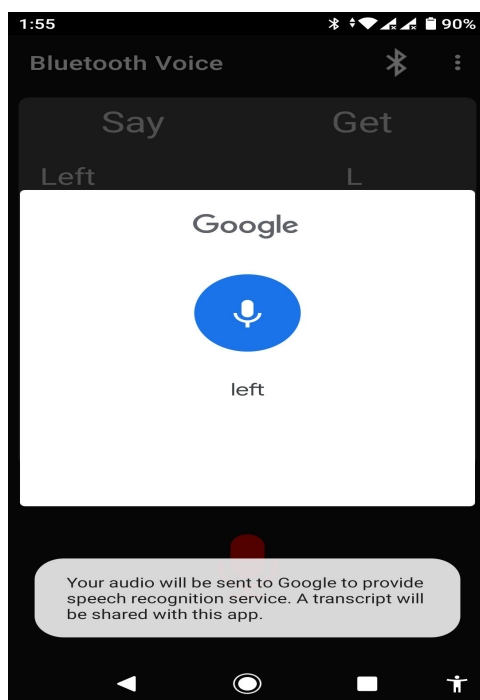 1:55 90%
Bluetooth Voice
Say Get
Left L
Google
left
Your audio will be sent to Google to provide
speech recognition service. A transcript will
be shared with this app.